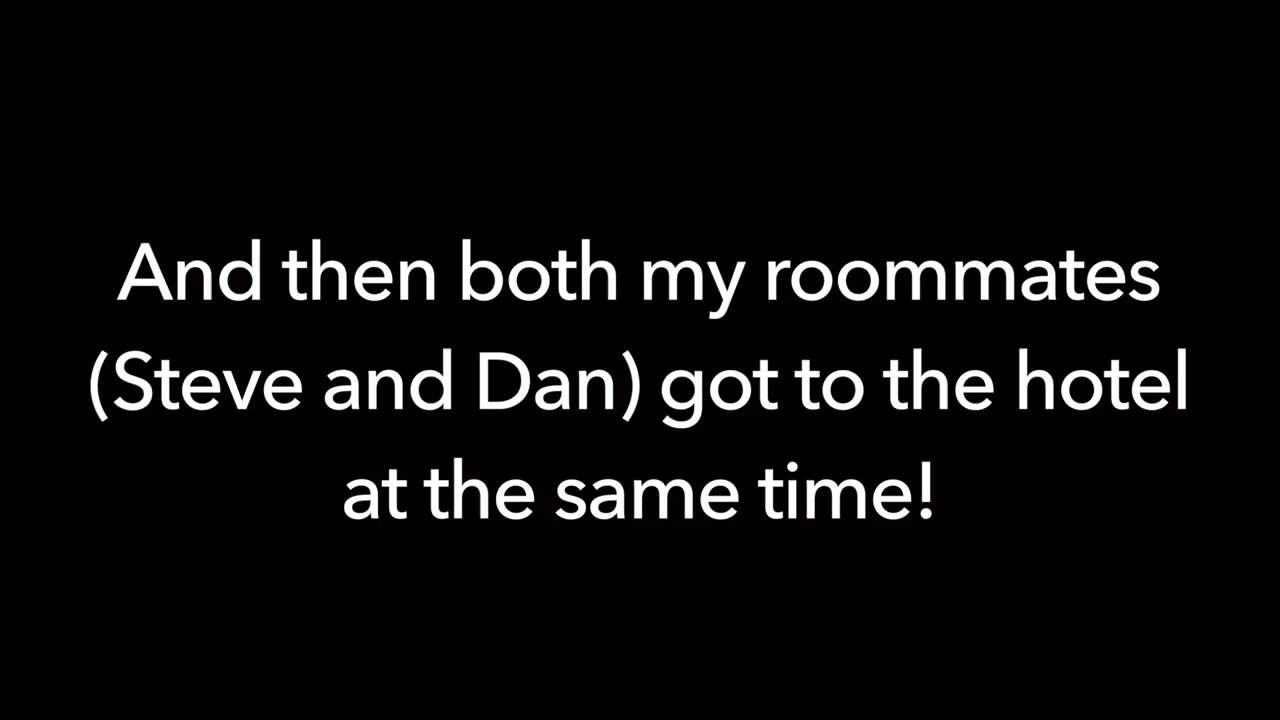 And then both my roommates
(Steve and Dan) got to the hotel
at the same time!